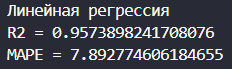 Линейная регрессия
R2 = 0.9573898241708076
MAPE = 7.892774606184655